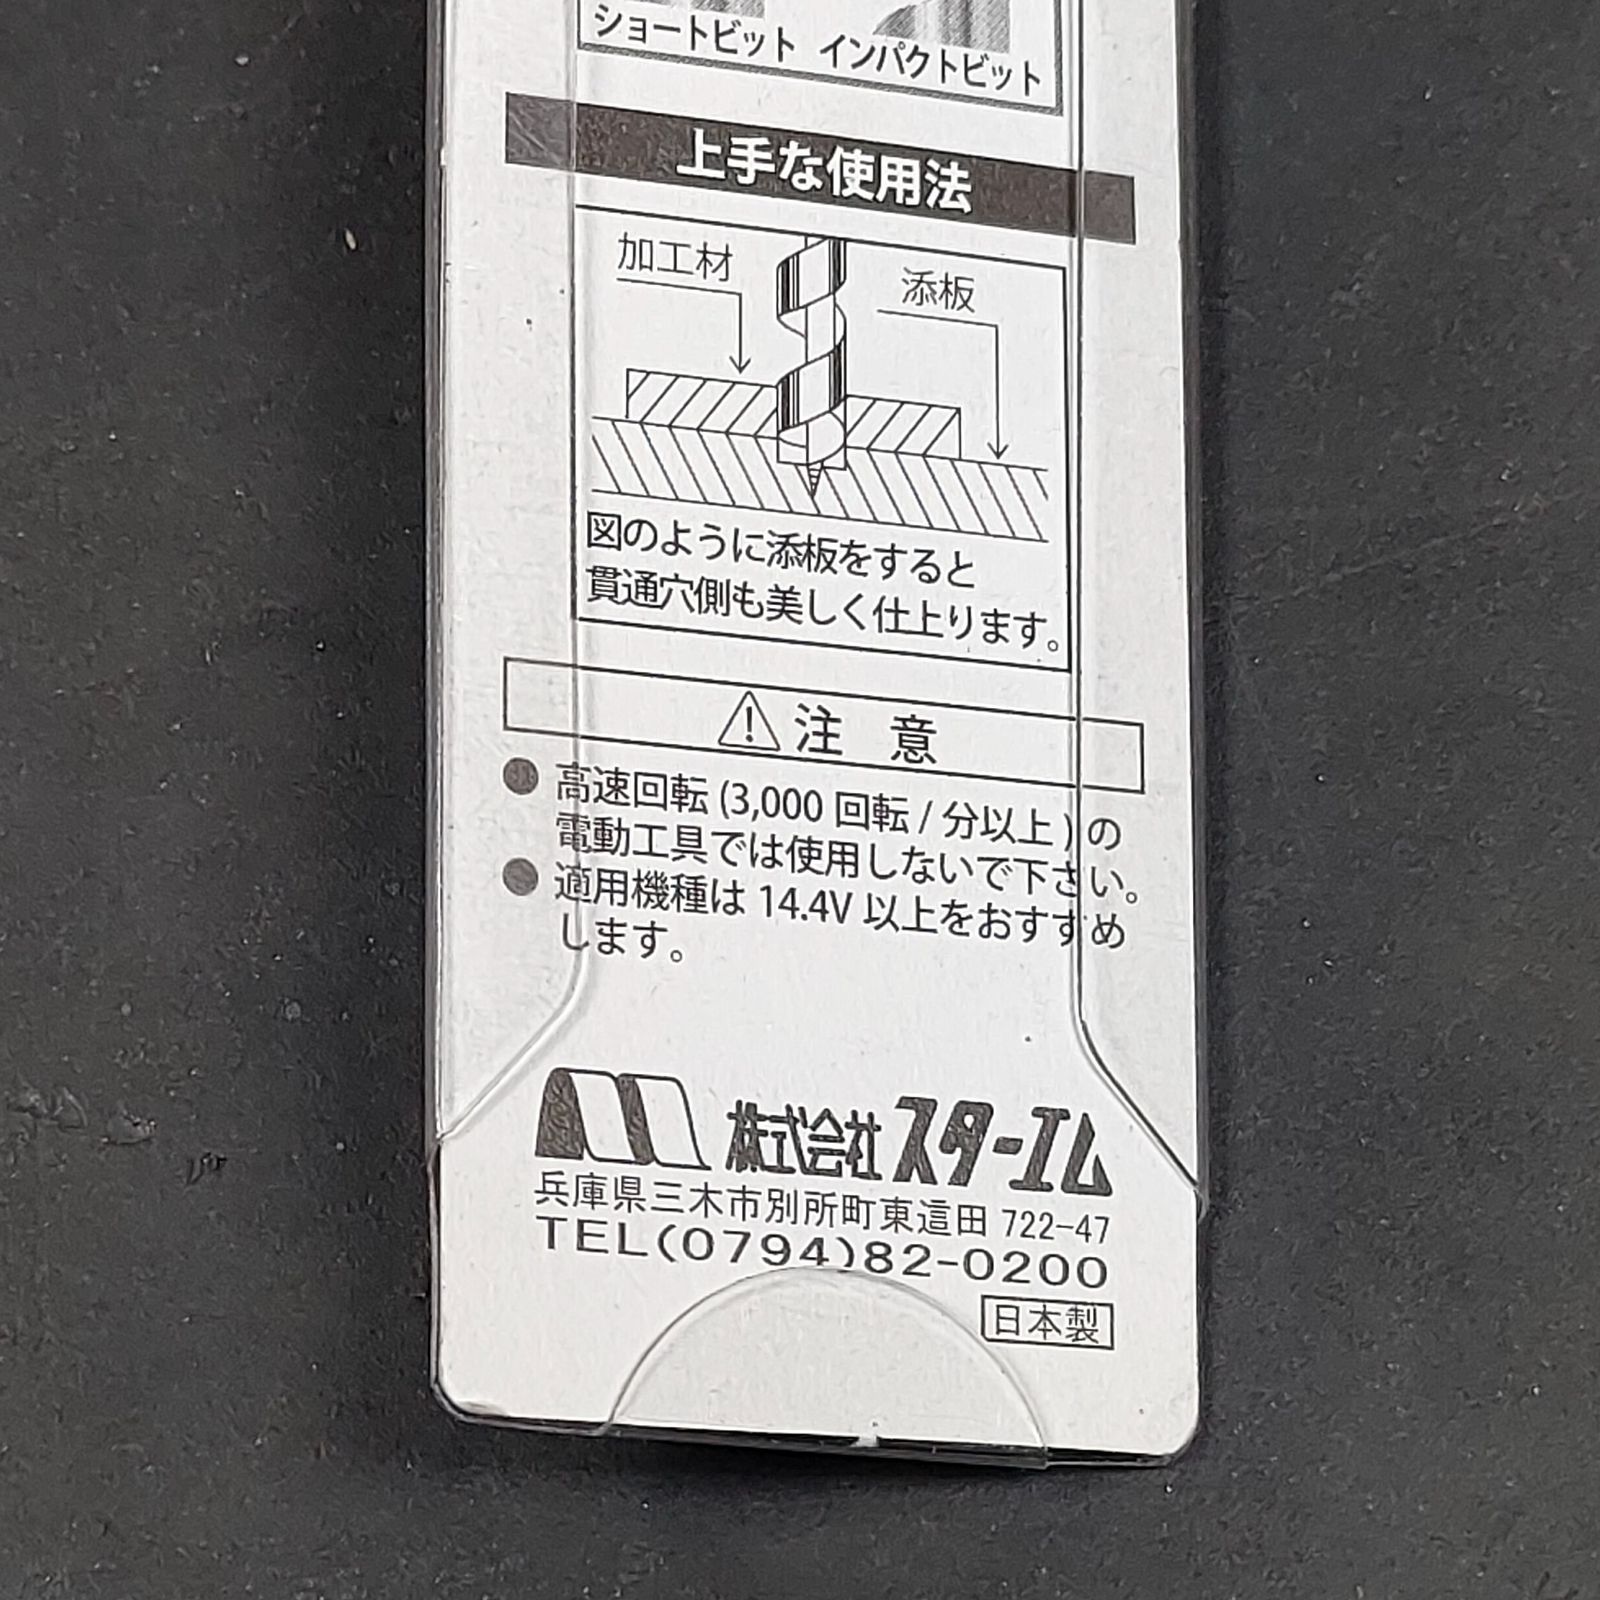 ショートビット インパクトビット
上手な使用法
加工材
添板
図のように添板をすると
貫通穴側も美しく仕上ります。
注 意
● 高速回転 (3,000 回転 / 分以上) の
電動工具では使用しないで下さい。
● 適用機種は 14.4V 以上をおすすめ
します。
株式会社 スターエム
兵庫県三木市別所町東這田 722-47
TEL(0794)82-0200
日本製